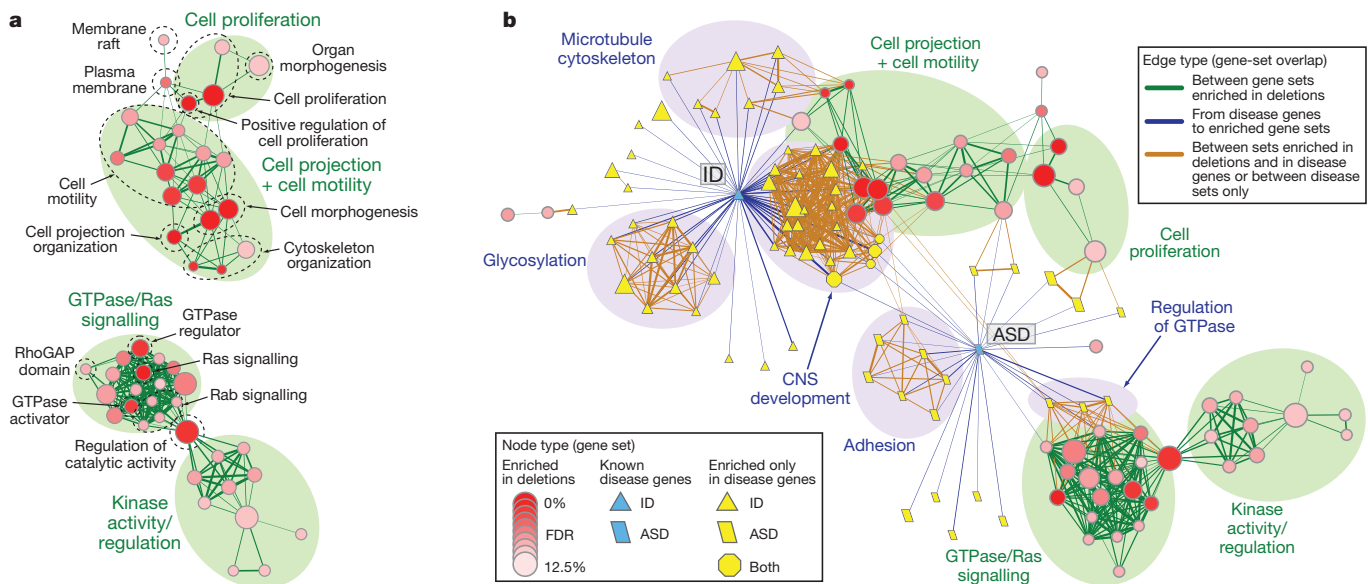 a
Cell proliferation
Membrane
raft
Organ
morphogenesis
Plasma
membrane
Cell proliferation
Positive regulation of
cell proliferation
Cell projection
+ cell motility
Cell
motility
Cell morphogenesis
Cell projection
organization
Cytoskeleton
organization
GTPase/Ras
signalling
GTPase
regulator
RhoGAP
domain
Ras signalling
GTPase
activator
Rab signalling
Regulation of
catalytic activity
Kinase
activity/
regulation
b
Microtubule
cytoskeleton
Cell projection
+ cell motility
Edge type (gene-set overlap)
Between gene sets
enriched in deletions
From disease genes
to enriched gene sets
Between sets enriched in
deletions and in disease
genes or between disease
sets only
ID
Glycosylation
Cell
proliferation
ASD
Regulation
of GTPase
CNS
development
Adhesion
Node type (gene set)
Enriched
in deletions
Known
disease genes
Enriched only
in disease genes
0%
FDR
12.5%
ID
ASD
ID
ASD
Both
GTPase/Ras
signalling
Kinase
activity/
regulation